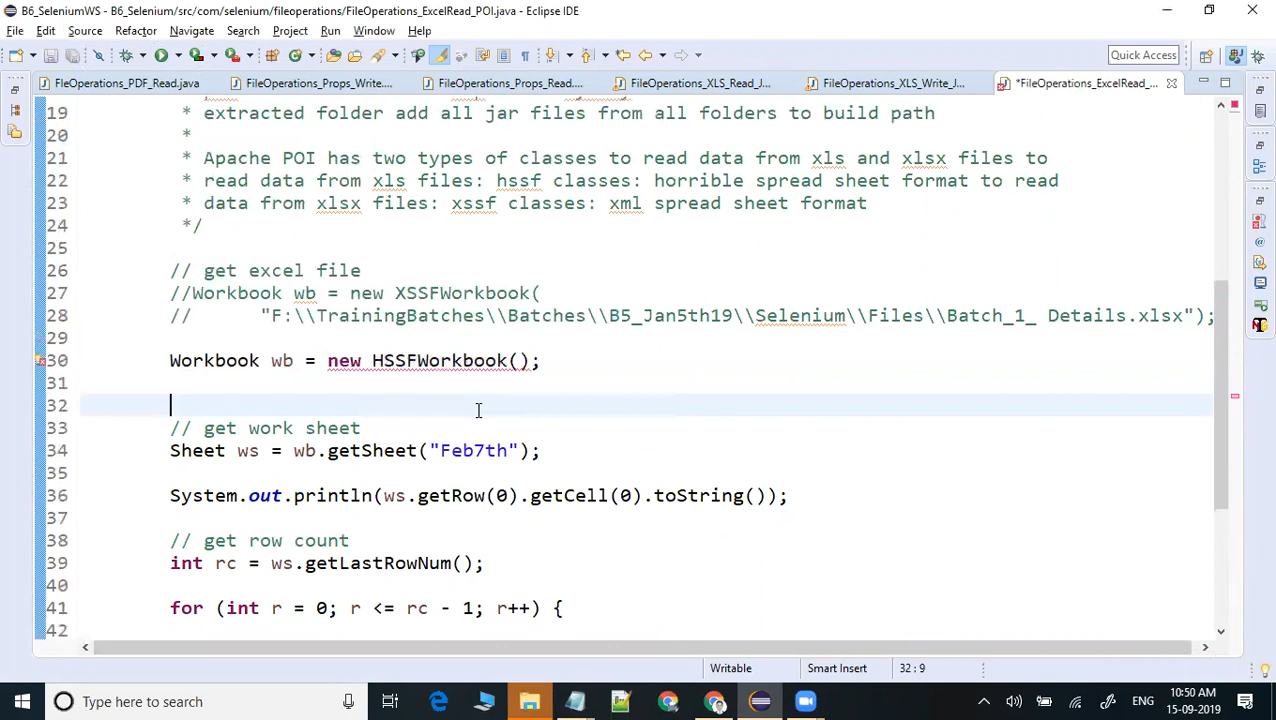 B6_SeleniumWS - B6_Selenium/src/com/selenium/fileoperations/FileOperations_ExcelRead_POI.java - Eclipse IDE
File Edit Source Refactor Navigate Search Project Run Window Help
Quick Access
FleOperations_PDF_Read.java FileOperations_Props_Write.... FileOperations_Props_Read.... FileOperations_XLS_Read_J... FileOperations_XLS_Write_J... *FileOperations_ExcelRead_...
19 * extracted folder add all jar files from all folders to build path
20 *
21 * Apache POI has two types of classes to read data from xls and xlsx files to
22 * read data from xls files: hssf classes: horrible spread sheet format to read
23 * data from xlsx files: xssf classes: xml spread sheet format
24 */
25
26 // get excel file
27 //Workbook wb = new XSSFWorkbook(
28 // "F:\\TrainingBatches\\Batches\\B5_Jan5th19\\Selenium\\Files\\Batch_1_ Details.xlsx");
29
30 Workbook wb = new HSSFWorkbook();
31
32
33 // get work sheet
34 Sheet ws = wb.getSheet("Feb7th");
35
36 System.out.println(ws.getRow(0).getCell(0).toString());
37
38 // get row count
39 int rc = ws.getLastRowNum();
40
41 for (int r = 0; r <= rc - 1; r++) {
42
Writable Smart Insert 32 : 9
Type here to search
ENG
10:50 AM
15-09-2019